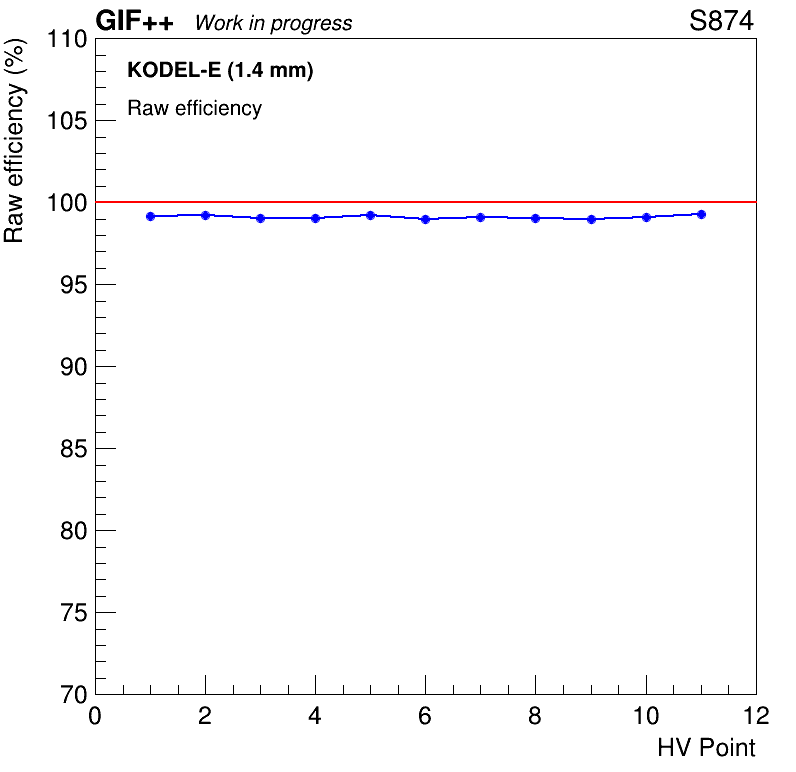 GIF++ Work in progress S874
Raw efficiency (%)
KODEL-E (1.4 mm)
Raw efficiency
110
105
100
95
90
85
80
75
70
0 2 4 6 8 10 12
HV Point